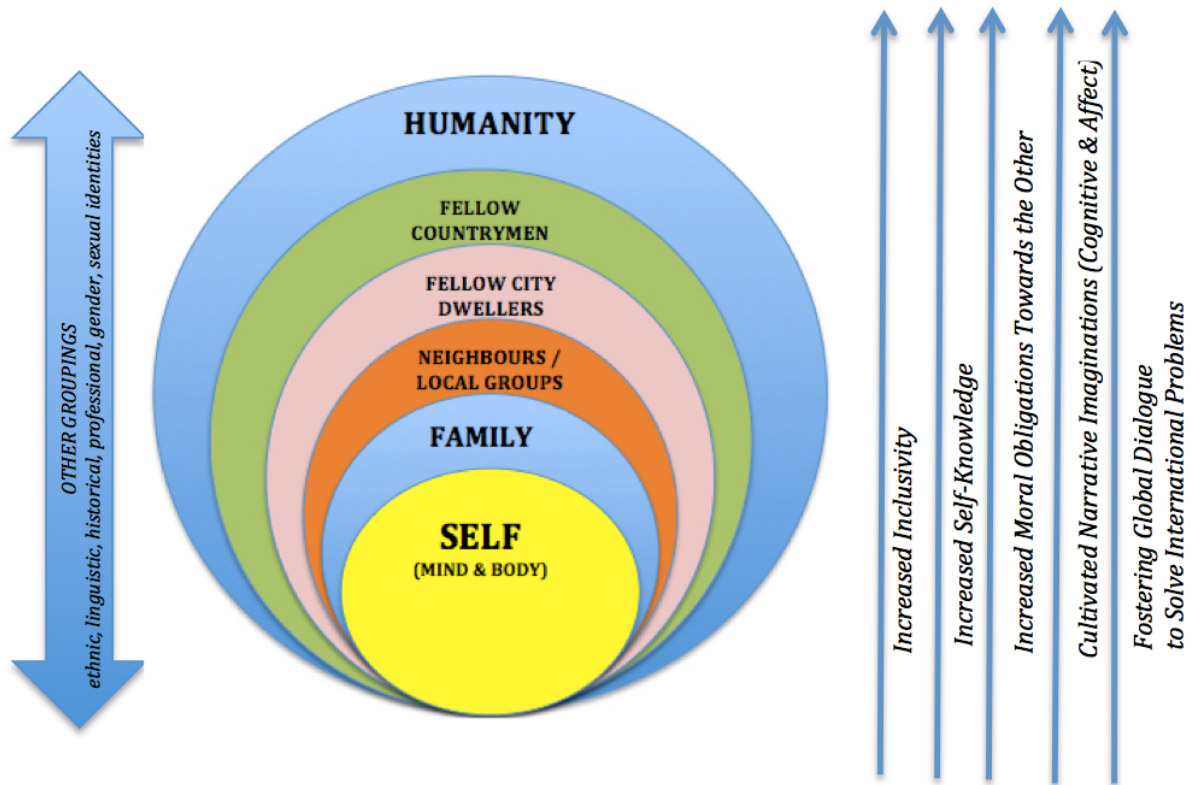 OTHER GROUPINGS
ethnic, linguistic, historical, professional, gender, sexual identities
HUMANITY
FELLOW
COUNTRYMEN
FELLOW CITY
DWELLERS
NEIGHBOURS /
LOCAL GROUPS
FAMILY
SELF
(MIND & BODY)
Increased Inclusivity
Increased Self-Knowledge
Increased Moral Obligations Towards the Other
Cultivated Narrative Imaginations (Cognitive & Affect)
Fostering Global Dialogue
to Solve International Problems